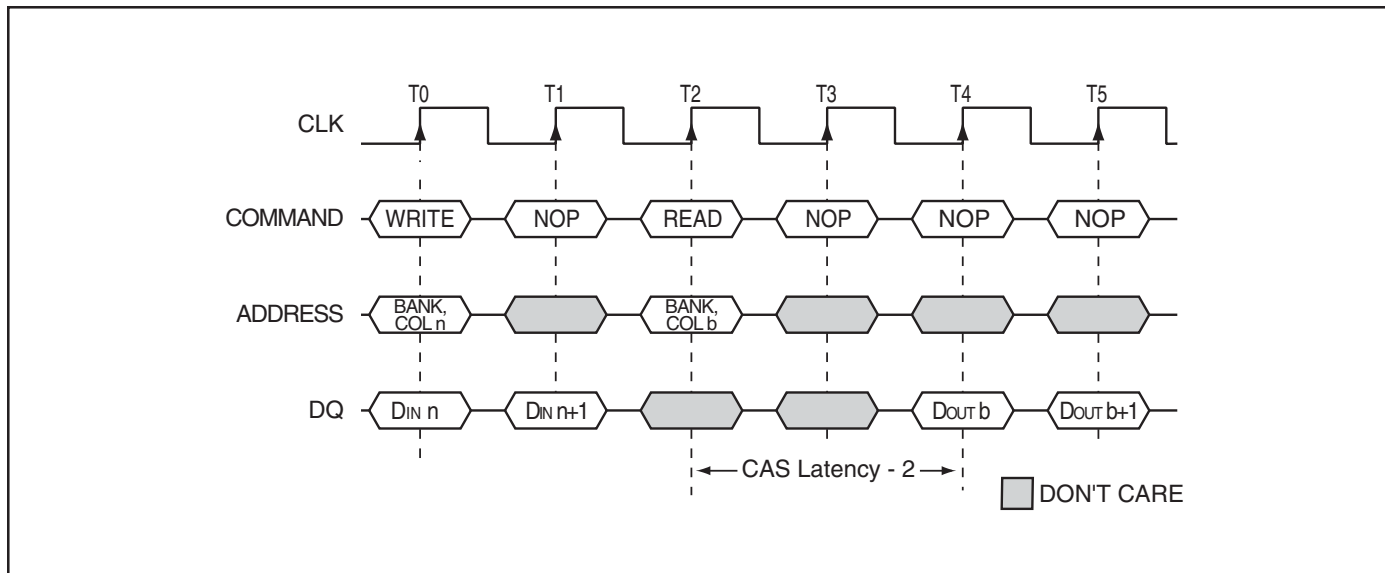 T0 T1 T2 T3 T4 T5
CLK
COMMAND WRITE NOP READ NOP NOP NOP
ADDRESS BANK, COL n BANK, COL b
DQ DIN n DIN n+1 DOUT b DOUT b+1
CAS Latency - 2
DON'T CARE